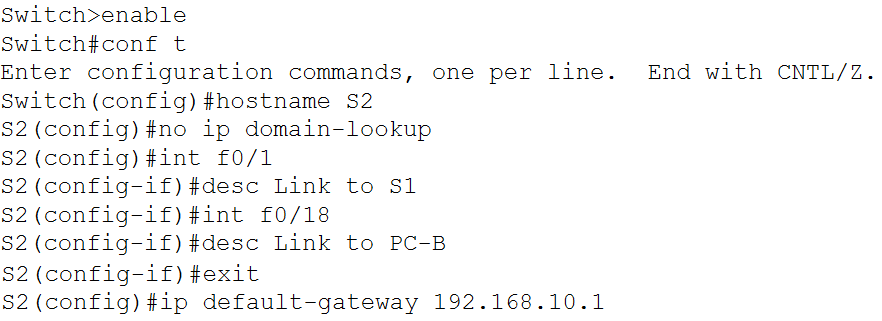 Switch>enable
Switch#conf t
Enter configuration commands, one per line.  End with CNTL/Z.
Switch(config)#hostname S2
S2(config)#no ip domain-lookup
S2(config)#int f0/1
S2(config-if)#desc Link to S1
S2(config-if)#int f0/18
S2(config-if)#desc Link to PC-B
S2(config-if)#exit
S2(config)#ip default-gateway 192.168.10.1